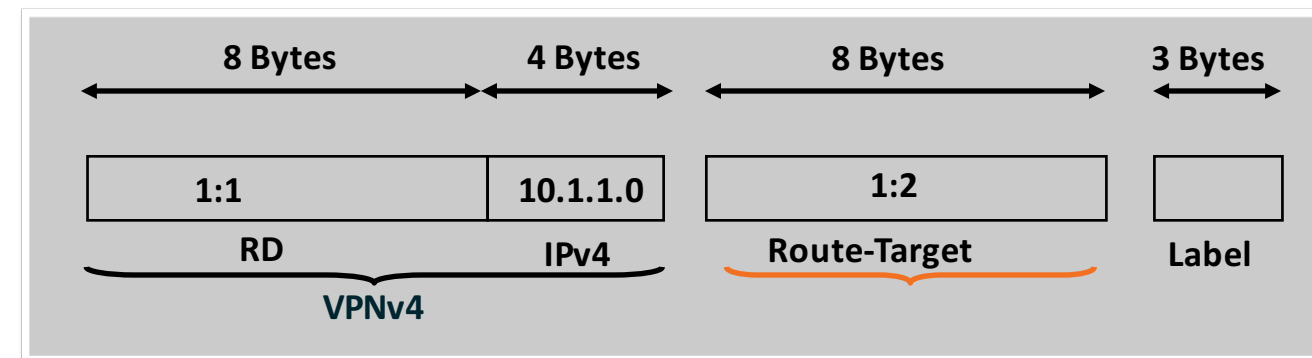 8 Bytes 4 Bytes 8 Bytes 3 Bytes
1:1 10.1.1.0 1:2
RD IPv4 Route-Target Label
VPNv4